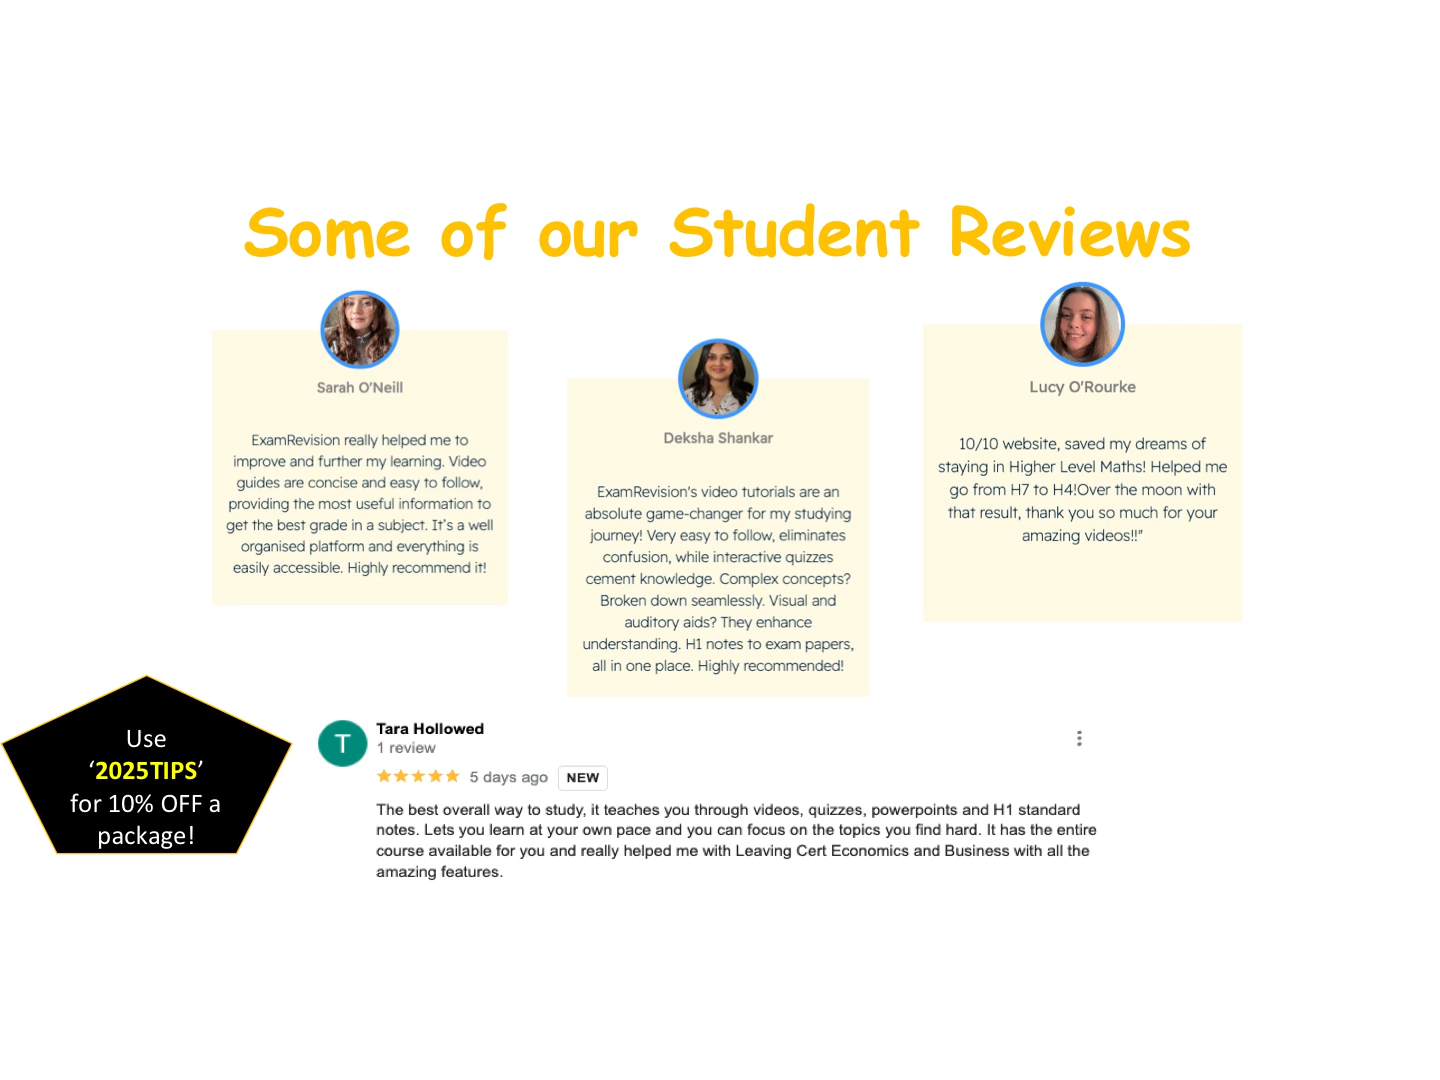 Some of our Student Reviews
Sarah O'Neill
ExamRevision really helped me to
improve and further my learning. Video
guides are concise and easy to follow,
providing the most useful information to
get the best grade in a subject. It's a well
organised platform and everything is
easily accessible. Highly recommend it!
Deksha Shankar
ExamRevision's video tutorials are an
absolute game-changer for my studying
journey! Very easy to follow, eliminates
confusion, while interactive quizzes
cement knowledge. Complex concepts?
Broken down seamlessly. Visual and
auditory aids? They enhance
understanding. H1 notes to exam papers,
all in one place. Highly recommended!
Lucy O'Rourke
10/10 website, saved my dreams of
staying in Higher Level Maths! Helped me
go from H7 to H4!Over the moon with
that result, thank you so much for your
amazing videos!!"
Use
‘2025TIPS’
for 10% OFF a
package!
T
Tara Hollowed
1 review
5 days ago NEW
The best overall way to study, it teaches you through videos, quizzes, powerpoints and H1 standard
notes. Lets you learn at your own pace and you can focus on the topics you find hard. It has the entire
course available for you and really helped me with Leaving Cert Economics and Business with all the
amazing features.